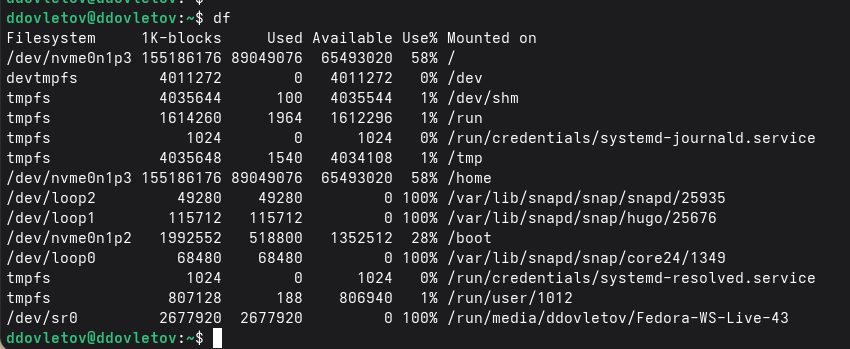 ddovletov@ddovletov:~$ df
Filesystem     1K-blocks     Used Available Use% Mounted on
/dev/nvme0n1p3 155186176 89049076  65493020  58% /
devtmpfs         4011272        0   4011272   0% /dev
tmpfs            4035644      100   4035544   1% /dev/shm
tmpfs            1614260     1964   1612296   1% /run
tmpfs               1024        0      1024   0% /run/credentials/systemd-journald.service
tmpfs            4035648     1540   4034108   1% /tmp
/dev/nvme0n1p3 155186176 89049076  65493020  58% /home
/dev/loop2         49280    49280         0 100% /var/lib/snapd/snap/snapd/25935
/dev/loop1        115712   115712         0 100% /var/lib/snapd/snap/hugo/25676
/dev/nvme0n1p2   1992552   518800   1352512  28% /boot
/dev/loop0         68480    68480         0 100% /var/lib/snapd/snap/core24/1349
tmpfs               1024        0      1024   0% /run/credentials/systemd-resolved.service
tmpfs             807128      188    806940   1% /run/user/1012
/dev/sr0         2677920  2677920         0 100% /run/media/ddovletov/Fedora-WS-Live-43
ddovletov@ddovletov:~$